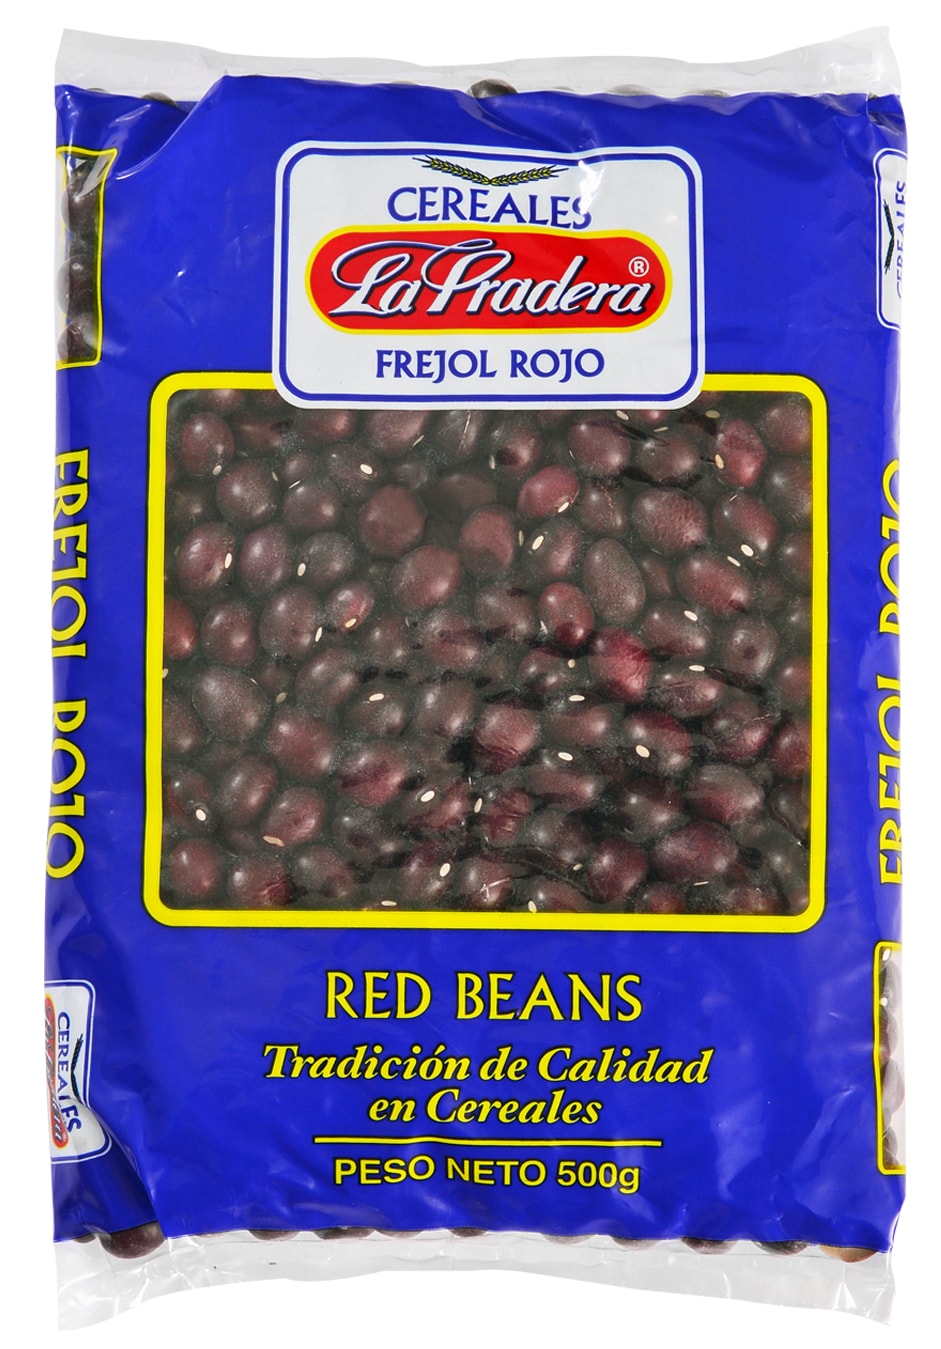 CEREALES
La Pradera®
FREJOL ROJO
RED BEANS
Tradición de Calidad
en Cereales
PESO NETO 500g
FREJOL ROJO
FREJOL ROJO
CEREALES
CEREALES